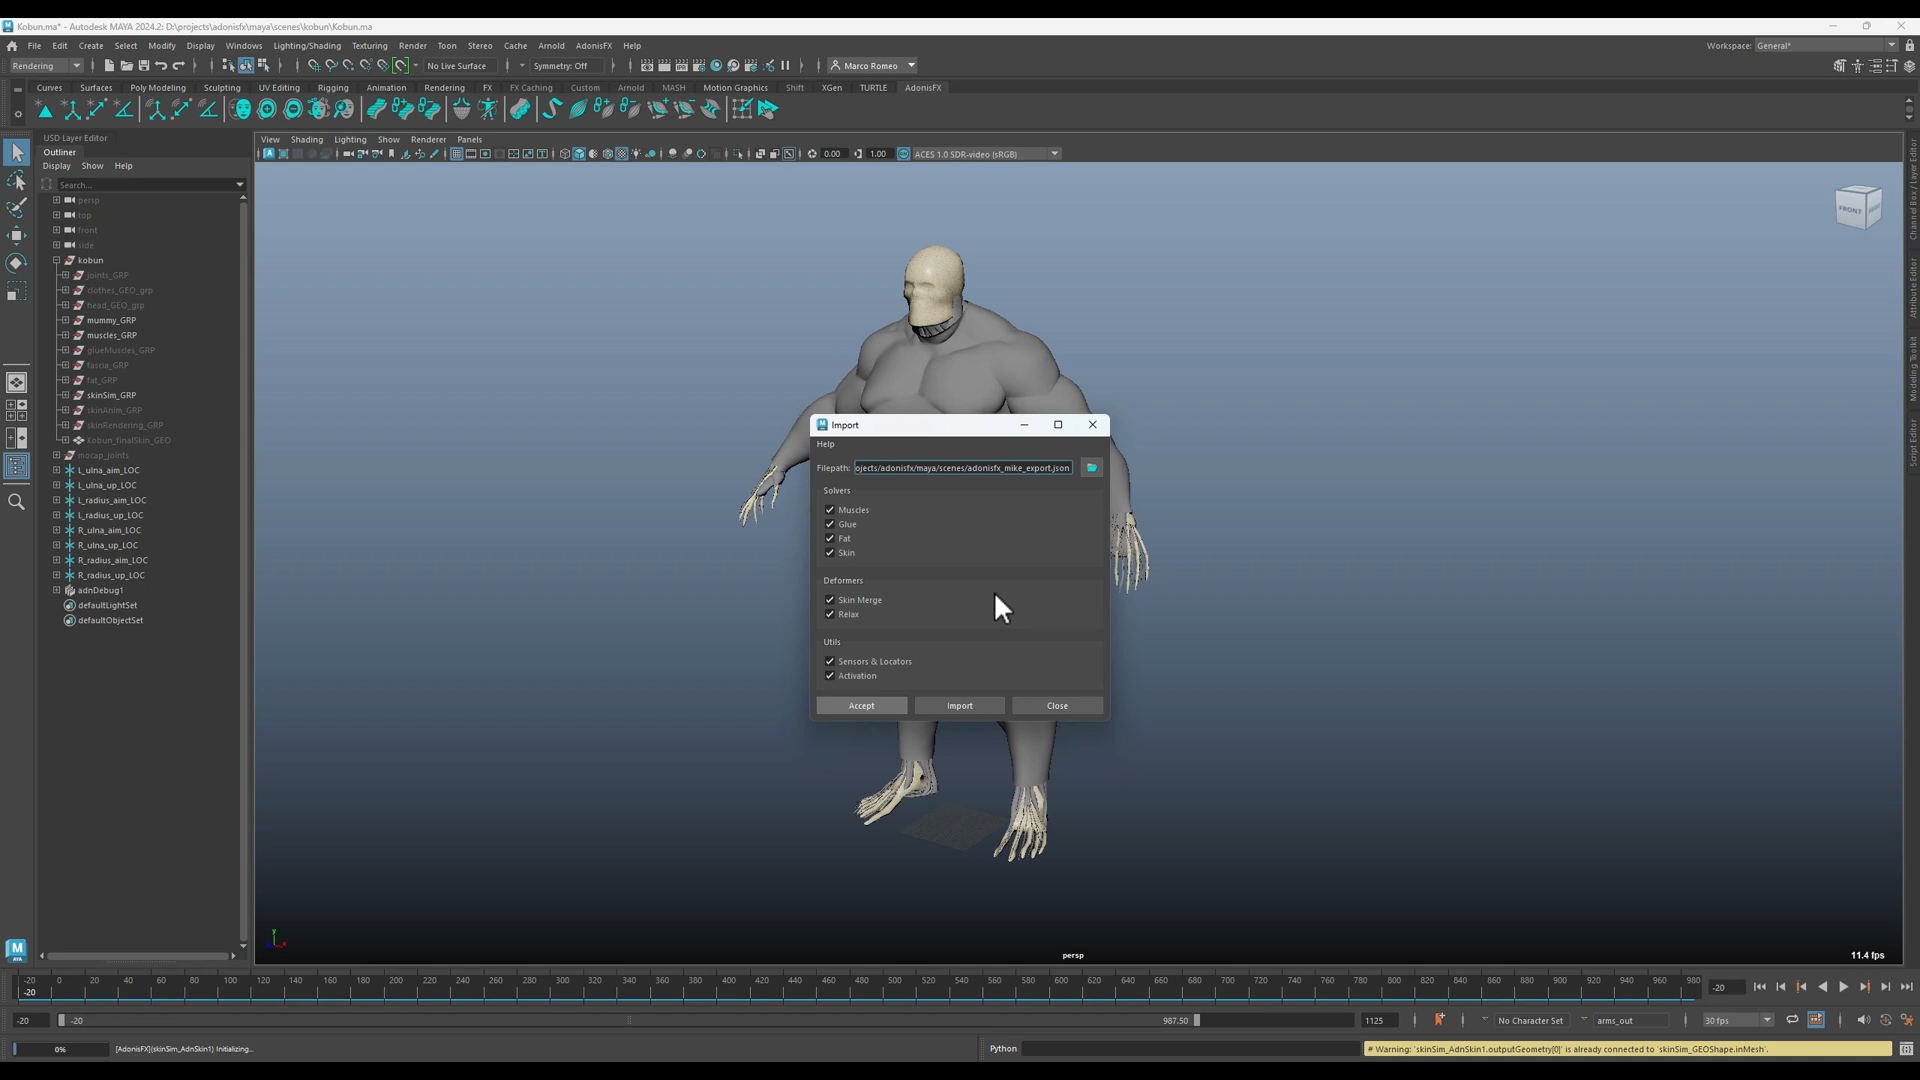 Kobun.ma* - Autodesk MAYA 2024.2: D:\projects\adonisfx\maya\scenes\kobun\Kobun.ma
File Edit Create Select Modify Display Windows Lighting/Shading Texturing Render Toon Stereo Cache Arnold AdonisFX Help
Workspace: General*
Rendering
No Live Surface
Symmetry: Off
Marco Romeo
Curves Surfaces Poly Modeling Sculpting UV Editing Rigging Animation Rendering FX FX Caching Custom Arnold MASH Motion Graphics Shift XGen TURTLE AdonisFX
USD Layer Editor
Outliner
Display Show Help
Search...
persp
top
front
side
kobun
joints_GRP
clothes_GEO_grp
head_GEO_grp
mummy_GRP
muscles_GRP
glueMuscles_GRP
fascia_GRP
fat_GRP
skinSim_GRP
skinAnim_GRP
skinRendering_GRP
Kobun_finalSkin_GEO
mocap_joints
L_ulna_aim_LOC
L_ulna_up_LOC
L_radius_aim_LOC
L_radius_up_LOC
R_ulna_aim_LOC
R_ulna_up_LOC
R_radius_aim_LOC
R_radius_up_LOC
adnDebug1
defaultLightSet
defaultObjectSet
View Shading Lighting Show Renderer Panels
0.00
1.00
ACES 1.0 SDR-video (sRGB)
FRONT
Import
Help
Filepath: ojects/adonisfx/maya/scenes/adonisfx_mike_export.json
Solvers
Muscles
Glue
Fat
Skin
Deformers
Skin Merge
Relax
Utils
Sensors & Locators
Activation
Accept Import Close
Channel Box / Layer Editor
Attribute Editor
Modeling Toolkit
Script Editor
persp
11.4 fps
-20 0 20 40 60 80 100 120 140 160 180 200 220 240 260 280 300 320 340 360 380 400 420 440 460 480 500 520 540 560 580 600 620 640 660 680 700 720 740 760 780 800 820 840 860 880 900 920 940 960 980
-20
-20
-20
-20
987.50
1125
No Character Set
arms_out
30 fps
0%
[AdonisFX](skinSim_AdnSkin1) Initializing...
Python
# Warning: 'skinSim_AdnSkin1.outputGeometry[0]' is already connected to 'skinSim_GEOShape.inMesh'.